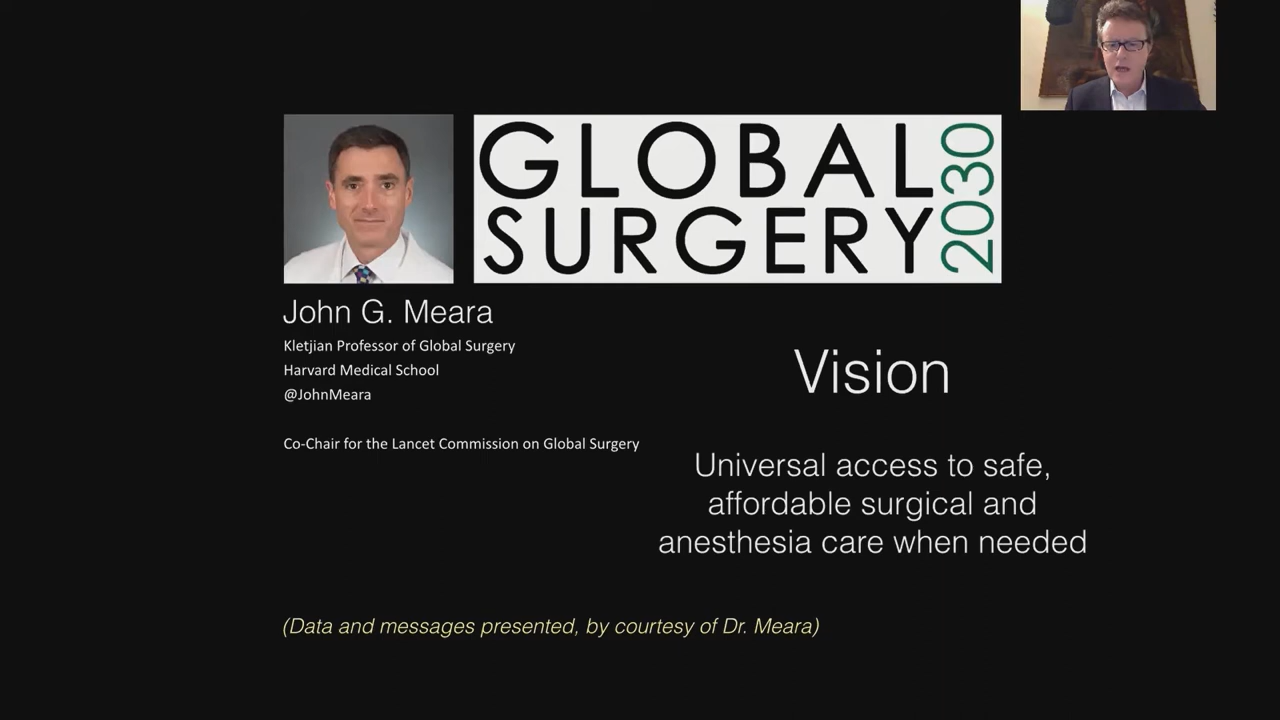 GLOBAL
SURGERY
2030
John G. Meara
Kletjian Professor of Global Surgery
Harvard Medical School
@JohnMeara
Co-Chair for the Lancet Commission on Global Surgery
Vision
Universal access to safe,
affordable surgical and
anesthesia care when needed
(Data and messages presented, by courtesy of Dr. Meara)